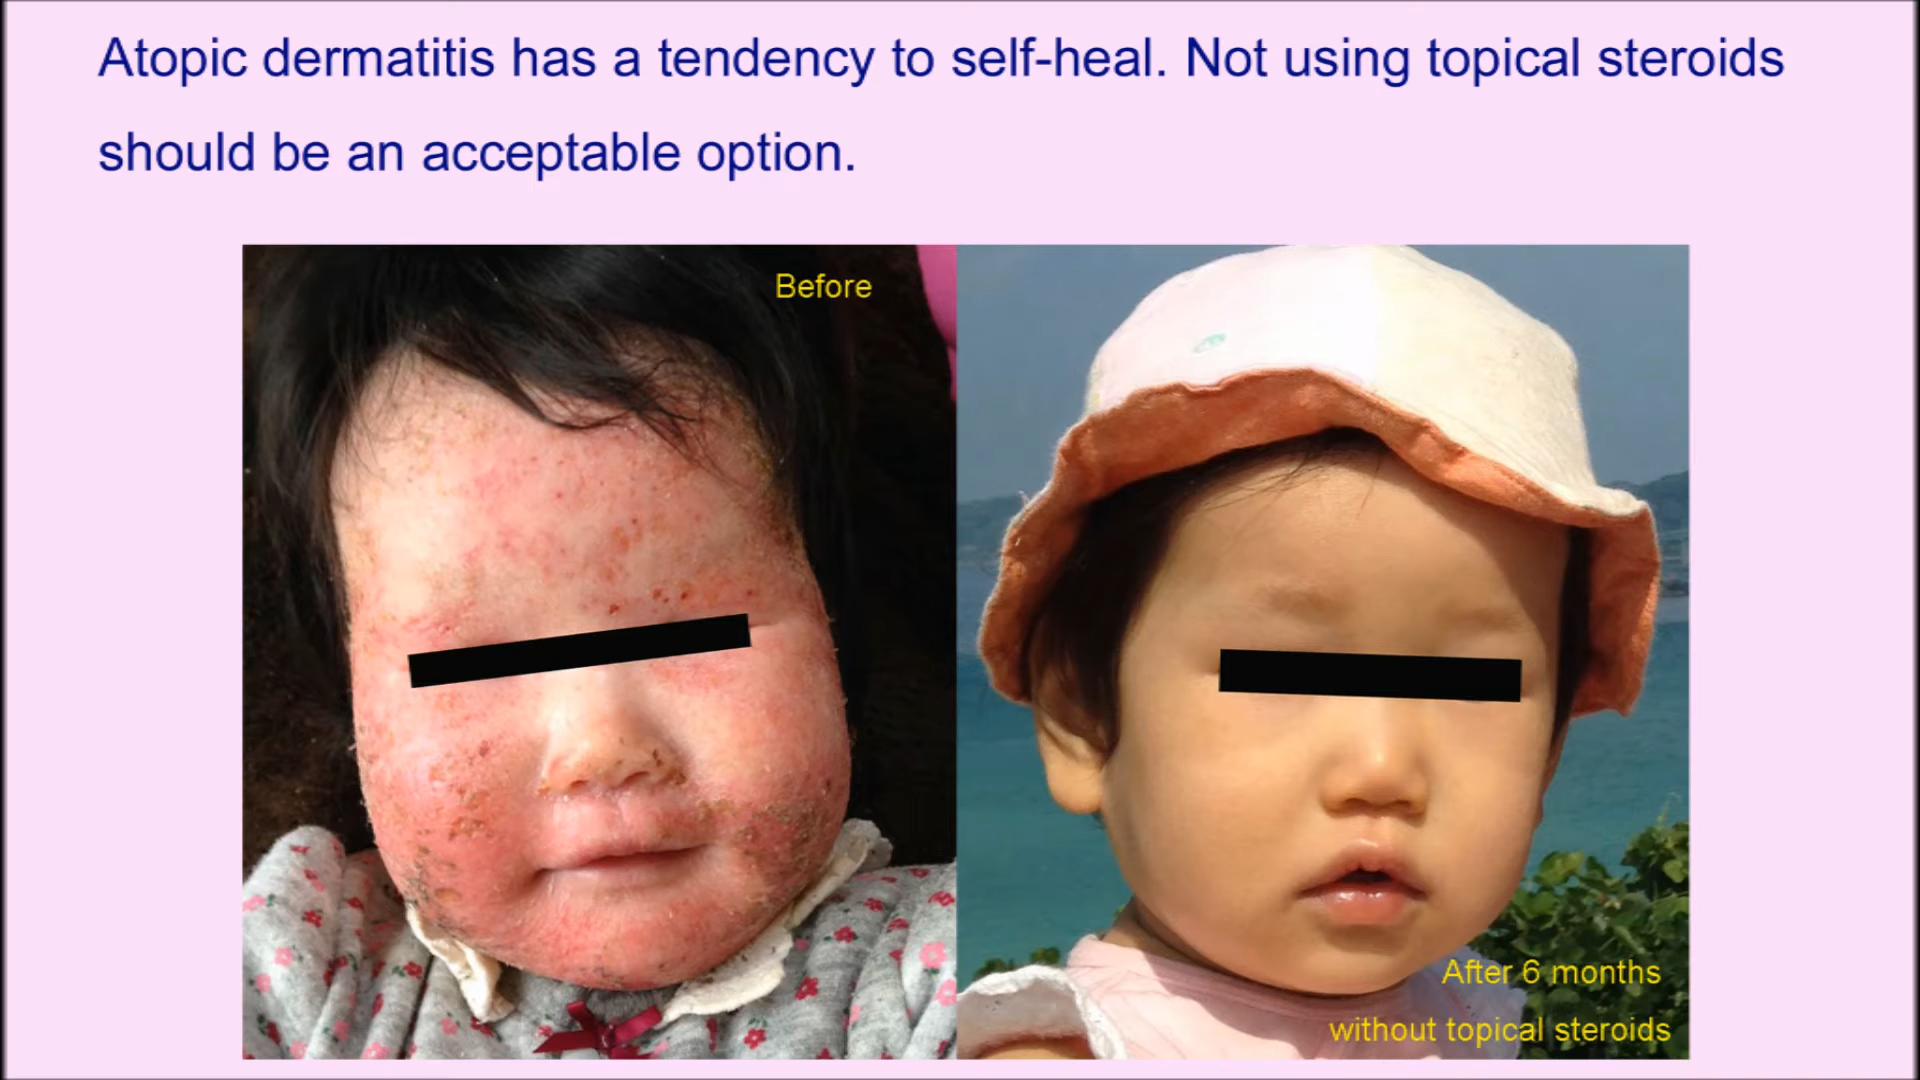 Atopic dermatitis has a tendency to self-heal. Not using topical steroids
should be an acceptable option.
Before
After 6 months
without topical steroids